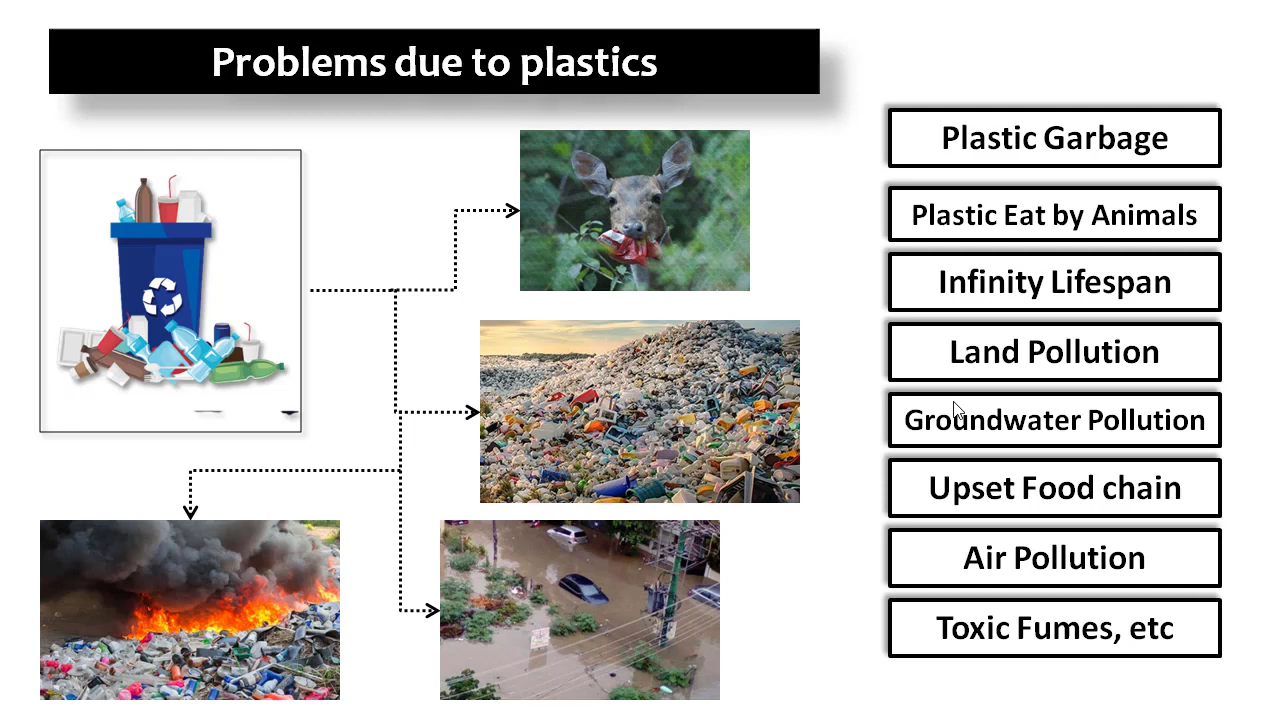 Problems due to plastics
Plastic Garbage
Plastic Eat by Animals
Infinity Lifespan
Land Pollution
Groundwater Pollution
Upset Food chain
Air Pollution
Toxic Fumes, etc